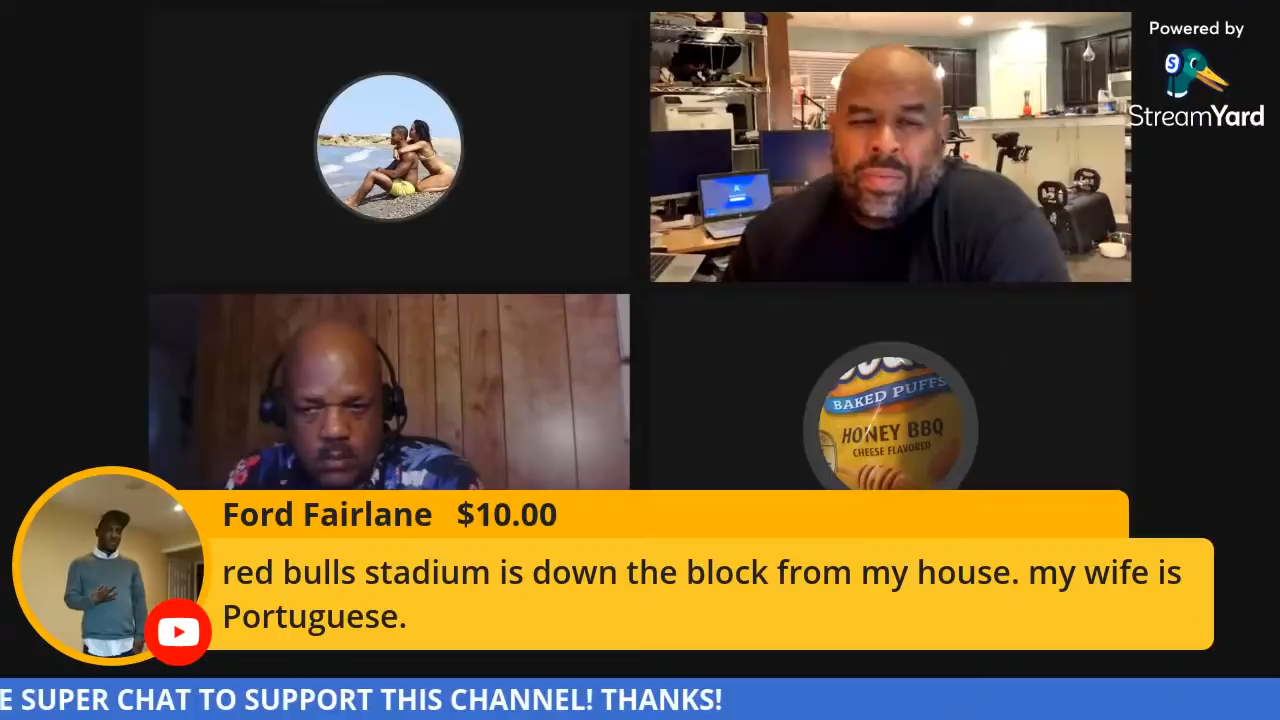 Powered by
S
StreamYard
BAKED PUFFS
HONEY BBQ
CHEESE FLAVORED
Ford Fairlane $10.00
red bulls stadium is down the block from my house. my wife is
Portuguese.
E SUPER CHAT TO SUPPORT THIS CHANNEL! THANKS!